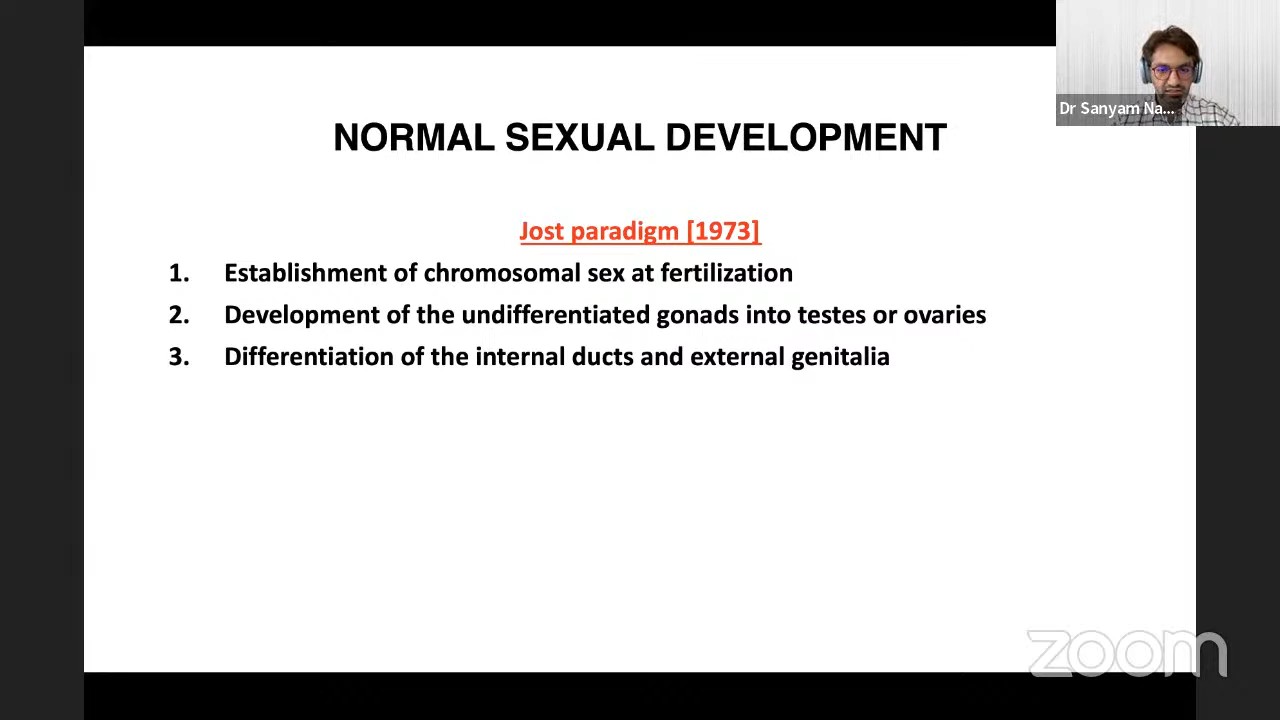 Dr Sanyam Na...
NORMAL SEXUAL DEVELOPMENT
Jost paradigm [1973]
1. Establishment of chromosomal sex at fertilization
2. Development of the undifferentiated gonads into testes or ovaries
3. Differentiation of the internal ducts and external genitalia
zoom